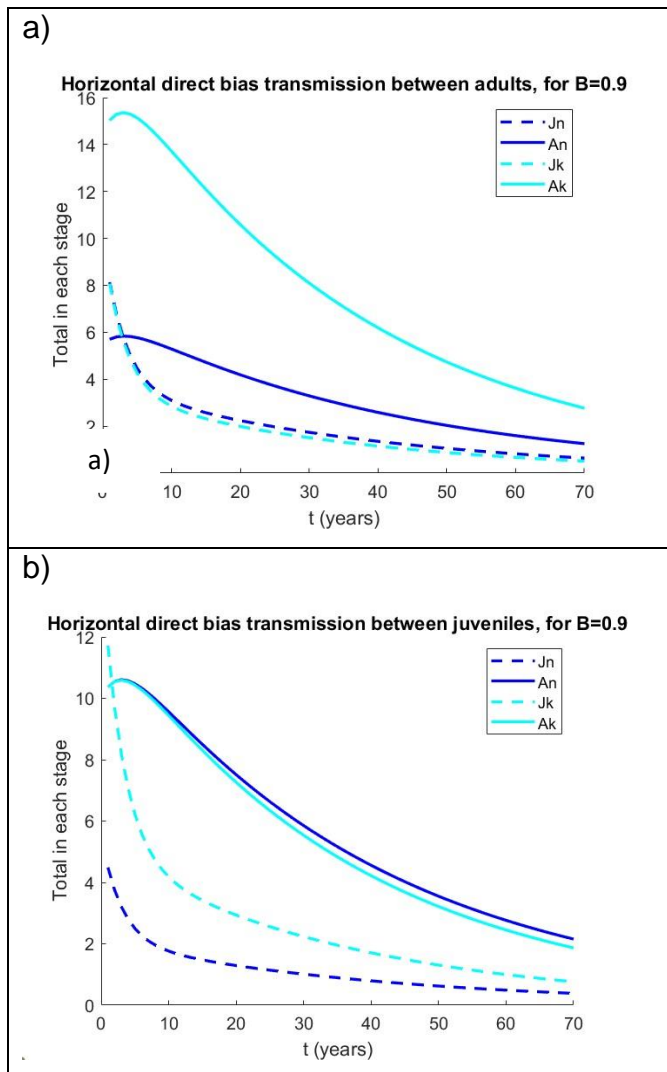 a)
Horizontal direct bias transmission between adults, for B=0.9
16
14
12
10
8
6
4
2
Total in each stage
Jn
An
Jk
Ak
a)
10 20 30 40 50 60 70
t (years)
b)
Horizontal direct bias transmission between juveniles, for B=0.9
12
10
8
6
4
2
0
Total in each stage
Jn
An
Jk
Ak
0 10 20 30 40 50 60 70
t (years)